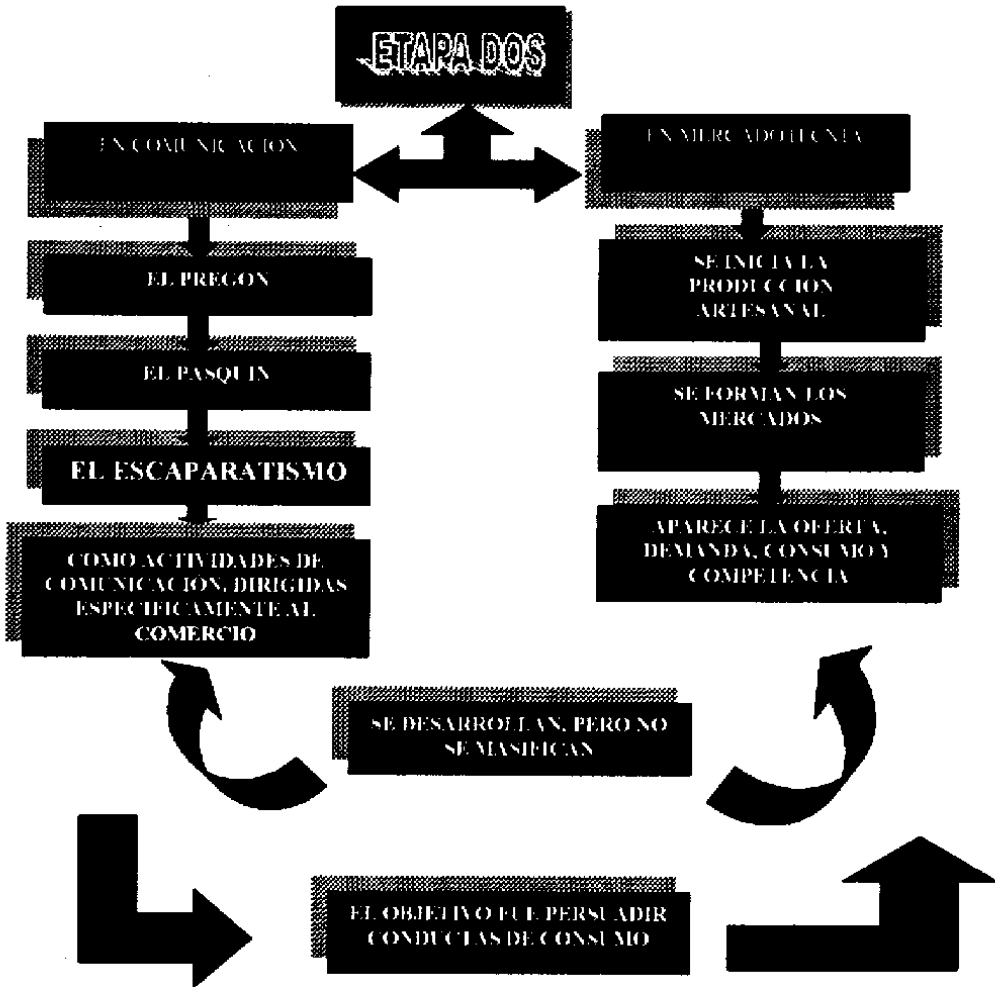 ETAPA DOS
EN COMUNICACION
EL PREGON
EL PASQUIN
EL ESCAPARATISMO
COMO ACTIVIDADES DE
COMUNICACIÓN, DIRIGIDAS
ESPECIFICAMENTE AL
COMERCIO
EN MERCADOTECNIA
SE INICIA LA
PRODUCCION
ARTESANAL
SE FORMAN LOS
MERCADOS
APARECE LA OFERTA,
DEMANDA, CONSUMO Y
COMPETENCIA
SE DESARROLLAN, PERO NO
SE MASIFICAN
EL OBJETIVO FUE PERSUADIR
CONDUCTAS DE CONSUMO